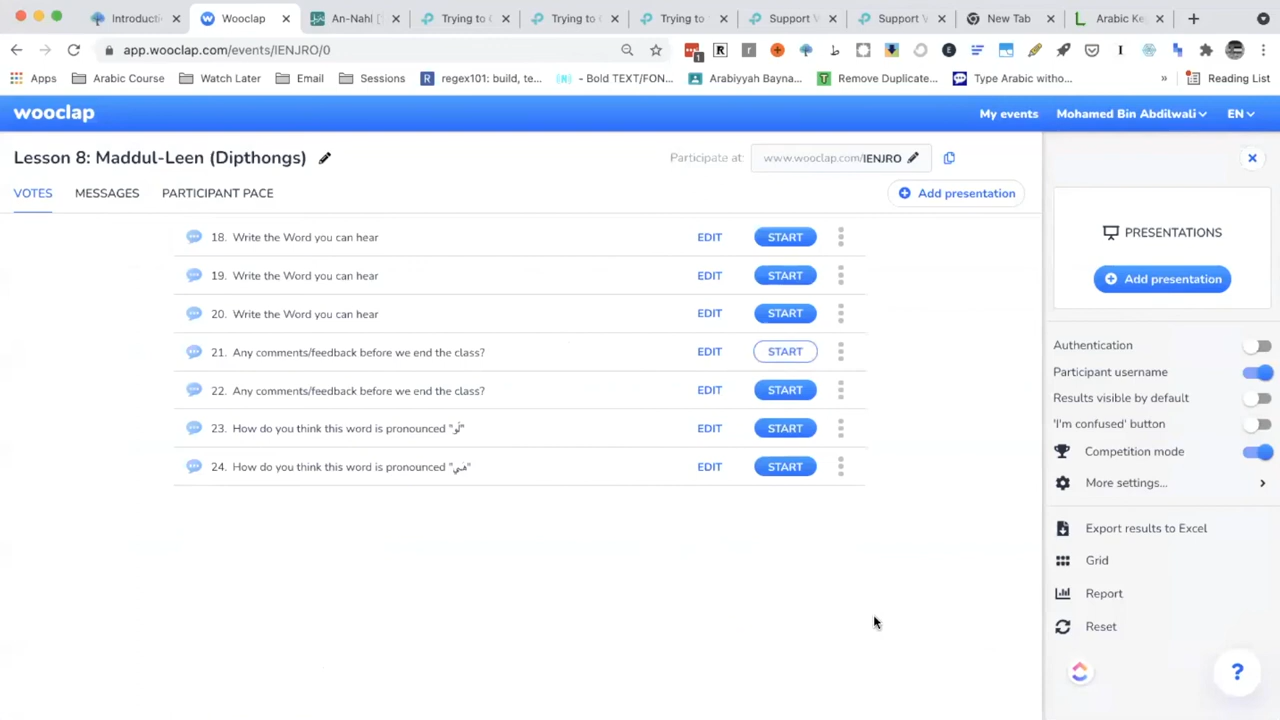 Introducti
Wooclap
An-Nahl
Trying to
Trying to
Trying to
Support V
Support V
New Tab
Arabic Ke
app.wooclap.com/events/IENJRO/0
Apps
Arabic Course
Watch Later
Email
Sessions
regex101: build, te...
- Bold TEXT/FON...
Arabiyyah Bayna...
Remove Duplicate...
Type Arabic witho...
»
Reading List
wooclap
My events
Mohamed Bin Abdilwali
EN
Lesson 8: Maddul-Leen (Dipthongs)
Participate at:
www.wooclap.com/IENJRO
VOTES
MESSAGES
PARTICIPANT PACE
Add presentation
18. Write the Word you can hear EDIT START
19. Write the Word you can hear EDIT START
20. Write the Word you can hear EDIT START
21. Any comments/feedback before we end the class? EDIT START
22. Any comments/feedback before we end the class? EDIT START
23. How do you think this word is pronounced "لَو" EDIT START
24. How do you think this word is pronounced "هَي" EDIT START
PRESENTATIONS
Add presentation
Authentication
Participant username
Results visible by default
'I'm confused' button
Competition mode
More settings...
Export results to Excel
Grid
Report
Reset
?